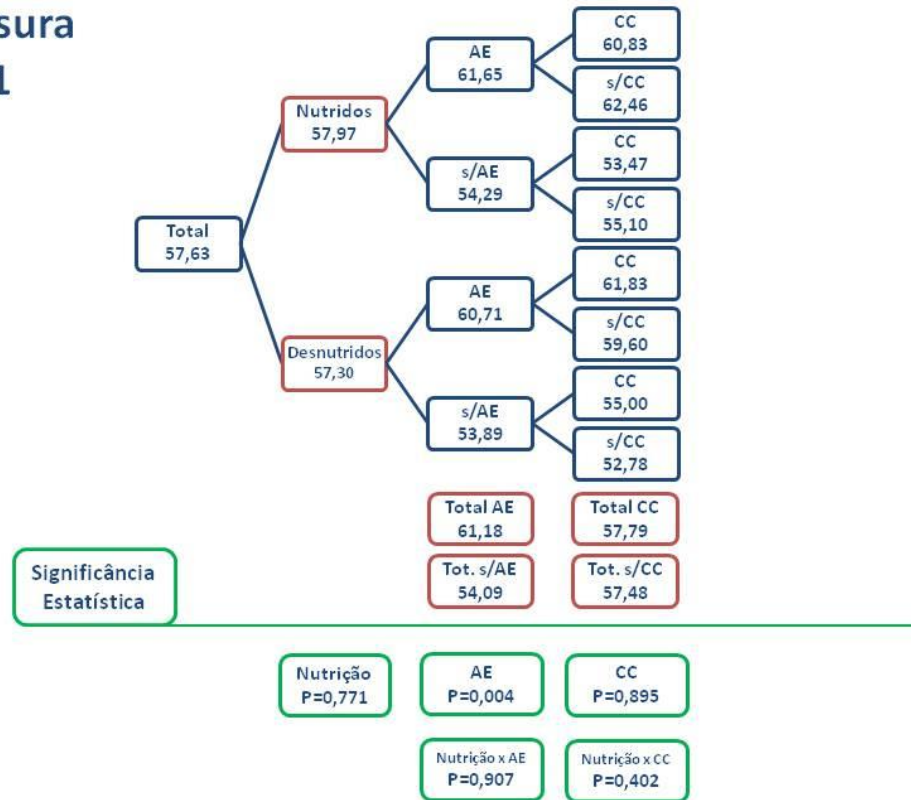 sura
1
CC
60,83
AE
61,65
s/CC
62,46
Nutridos
57,97
CC
53,47
s/AE
54,29
s/CC
55,10
Total
57,63
CC
61,83
AE
60,71
s/CC
59,60
Desnutridos
57,30
CC
55,00
s/AE
53,89
s/CC
52,78
Total AE
61,18
Total CC
57,79
Tot. s/AE
54,09
Tot. s/CC
57,48
Significância
Estatística
Nutrição
P=0,771
AE
P=0,004
CC
P=0,895
Nutrição x AE
P=0,907
Nutrição x CC
P=0,402